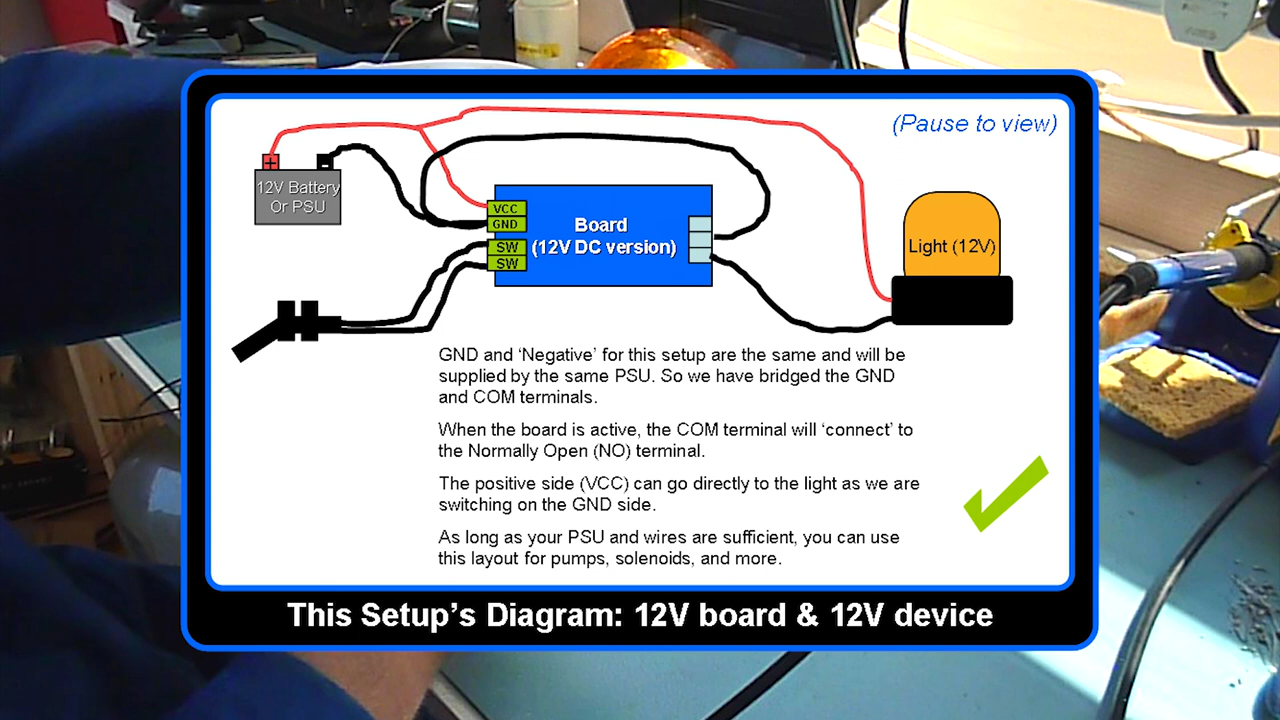 (Pause to view)
+
-
12V Battery
Or PSU
VCC
GND
SW
SW
Board
(12V DC version)
Light (12V)
GND and ‘Negative’ for this setup are the same and will be
supplied by the same PSU. So we have bridged the GND
and COM terminals.
When the board is active, the COM terminal will ‘connect’ to
the Normally Open (NO) terminal.
The positive side (VCC) can go directly to the light as we are
switching on the GND side.
As long as your PSU and wires are sufficient, you can use
this layout for pumps, solenoids, and more.
This Setup’s Diagram: 12V board & 12V device